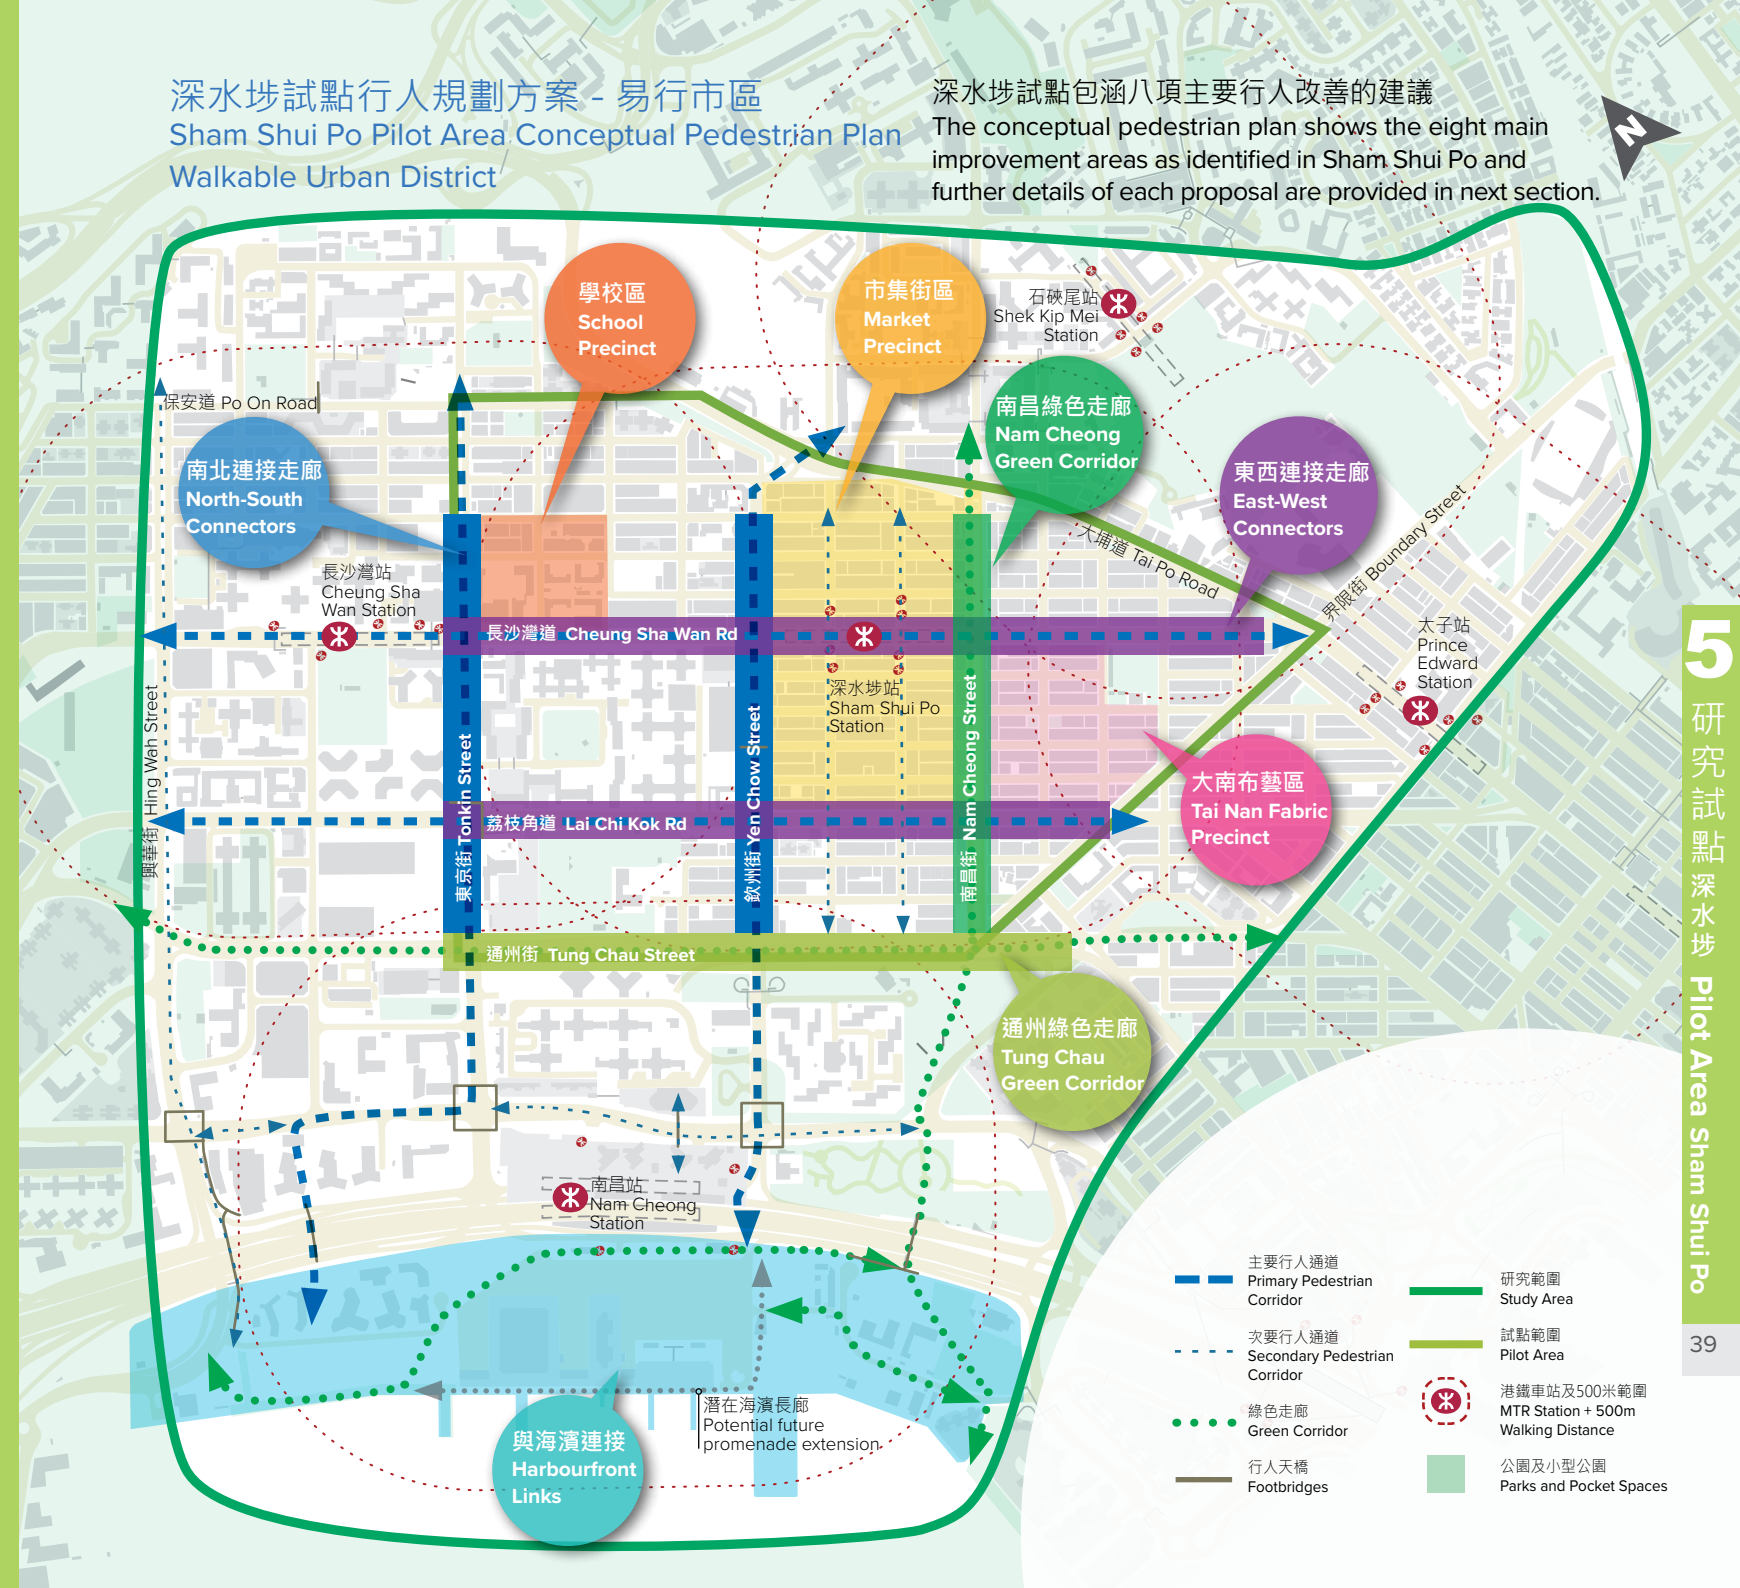 深水埗試點行人規劃方案 - 易行市區
Sham Shui Po Pilot Area Conceptual Pedestrian Plan
Walkable Urban District
深水埗試點包涵八項主要行人改善的建議
The conceptual pedestrian plan shows the eight main
improvement areas as identified in Sham Shui Po and
further details of each proposal are provided in next section.
N
學校區
School
Precinct
市集街區
Market
Precinct
石硤尾站
Shek Kip Mei
Station
保安道 Po On Road
南昌綠色走廊
Nam Cheong
Green Corridor
南北連接走廊
North-South
Connectors
東西連接走廊
East-West
Connectors
大埔道 Tai Po Road
界限街 Boundary Street
長沙灣站
Cheung Sha
Wan Station
長沙灣道 Cheung Sha Wan Rd
太子站
Prince
Edward
Station
深水埗站
Sham Shui Po
Station
興華街 Hing Wah Street
東京街 Tonkin Street
欽州街 Yen Chow Street
南昌街 Nam Cheong Street
大南布藝區
Tai Nan Fabric
Precinct
荔枝角道 Lai Chi Kok Rd
通州街 Tung Chau Street
通州綠色走廊
Tung Chau
Green Corridor
南昌站
Nam Cheong
Station
潛在海濱長廊
Potential future
promenade extension
與海濱連接
Harbourfront
Links
主要行人通道
Primary Pedestrian
Corridor
次要行人通道
Secondary Pedestrian
Corridor
綠色走廊
Green Corridor
行人天橋
Footbridges
研究範圍
Study Area
試點範圍
Pilot Area
港鐵車站及500米範圍
MTR Station + 500m
Walking Distance
公園及小型公園
Parks and Pocket Spaces
5
研究試點 深水埗 Pilot Area Sham Shui Po
39